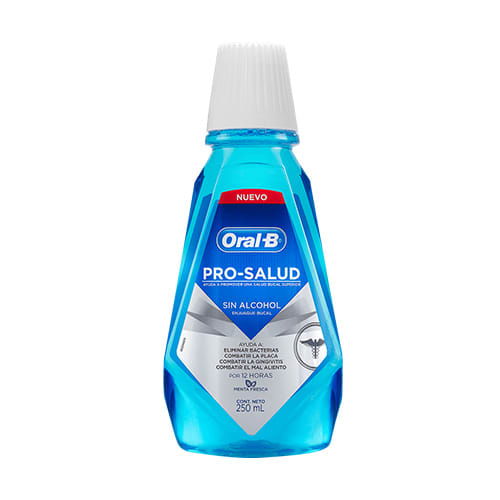 NUEVO
Oral-B
PRO-SALUD
AYUDA A PROMOVER UNA SALUD BUCAL SUPERIOR
SIN ALCOHOL
ENJUAGUE BUCAL
AYUDA A:
ELIMINAR BACTERIAS
COMBATIR LA PLACA
COMBATIR LA GINGIVITIS
COMBATIR EL MAL ALIENTO
POR 12 HORAS
MENTA FRESCA
CONT. NETO
250 mL